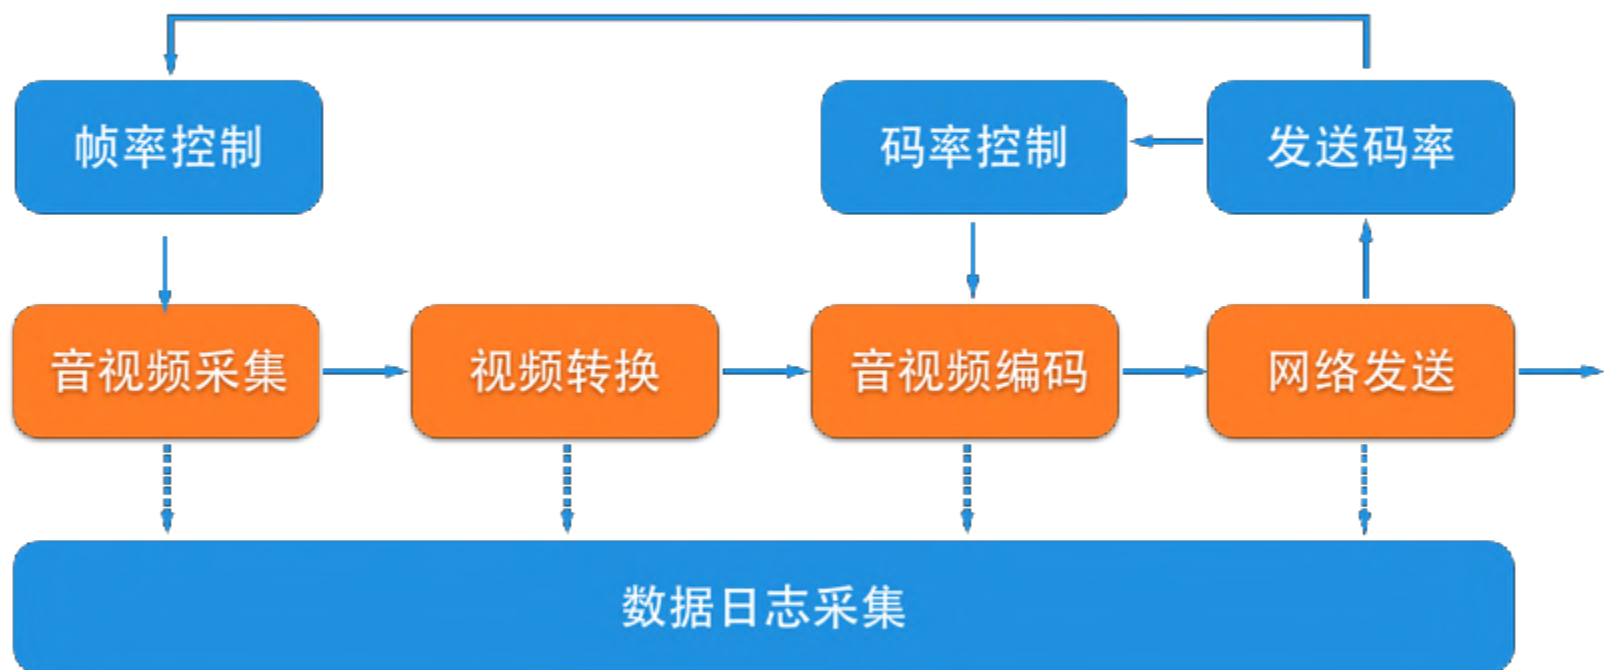 帧率控制
码率控制
发送码率
音视频采集
视频转换
音视频编码
网络发送
数据日志采集